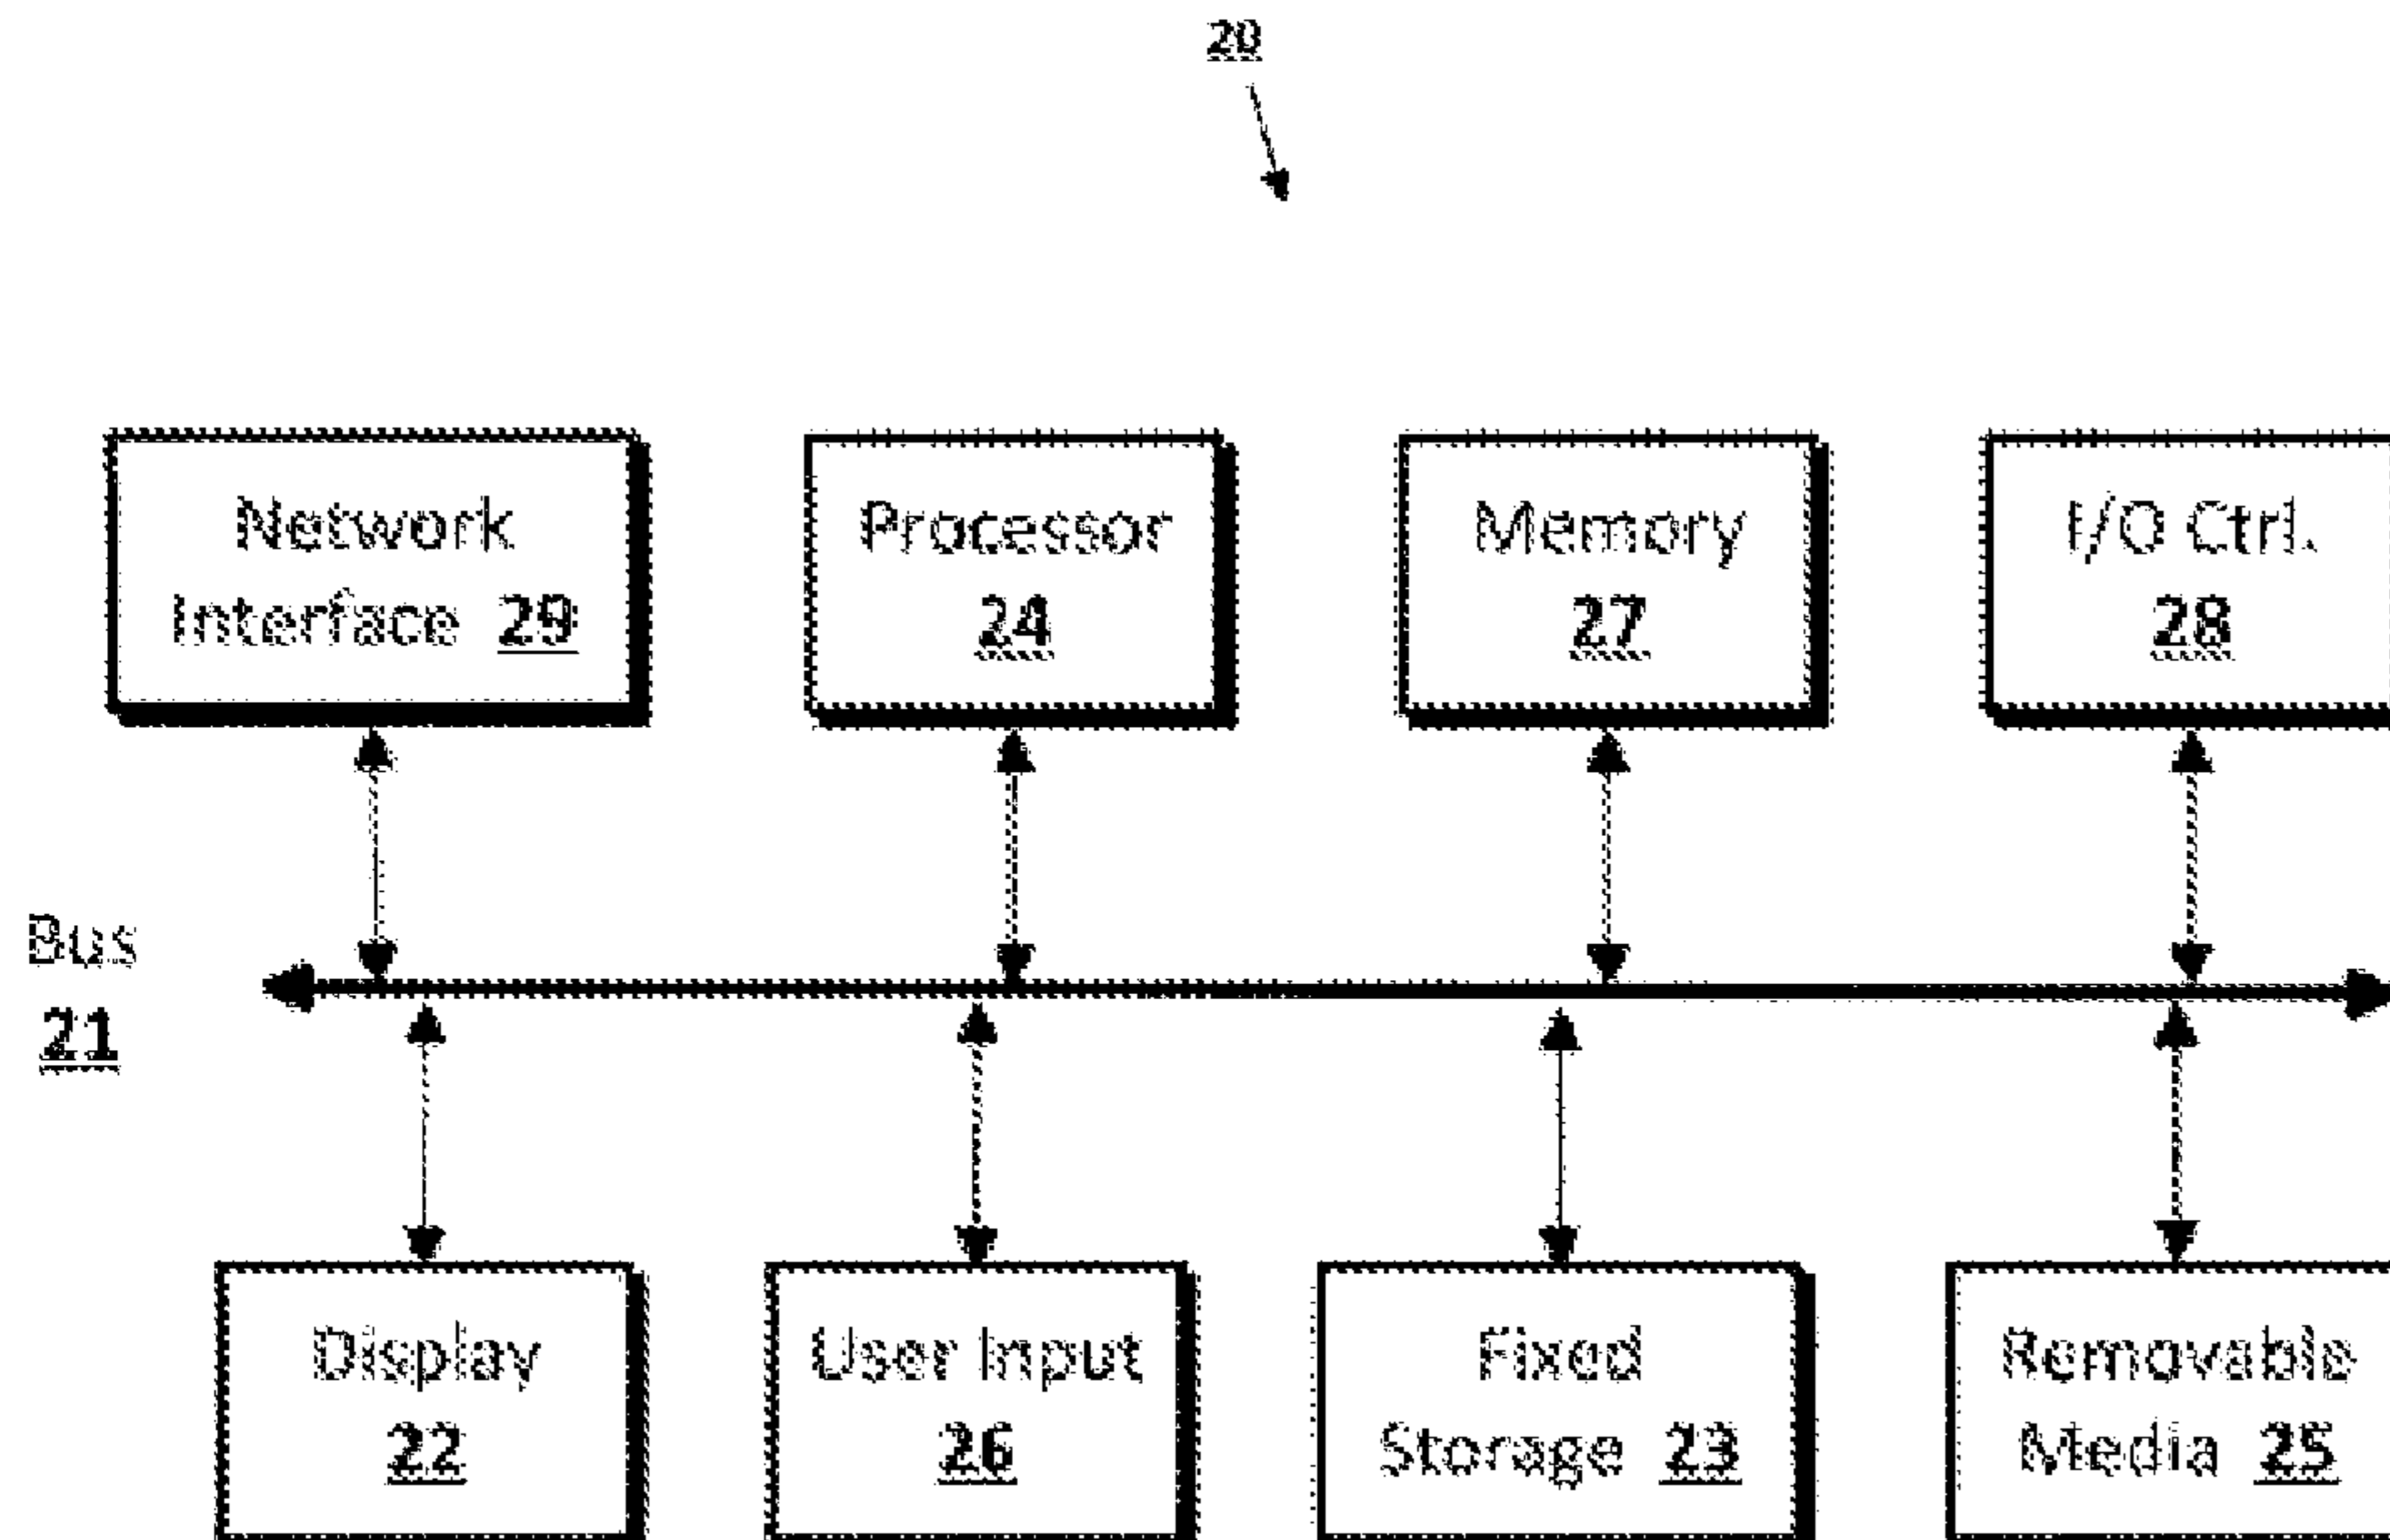 20
Network
Interface 29
Processor
24
Memory
27
I/O Ctrl.
28
Bus
21
Display
22
User Input
26
Fixed
Storage 23
Removable
Media 25